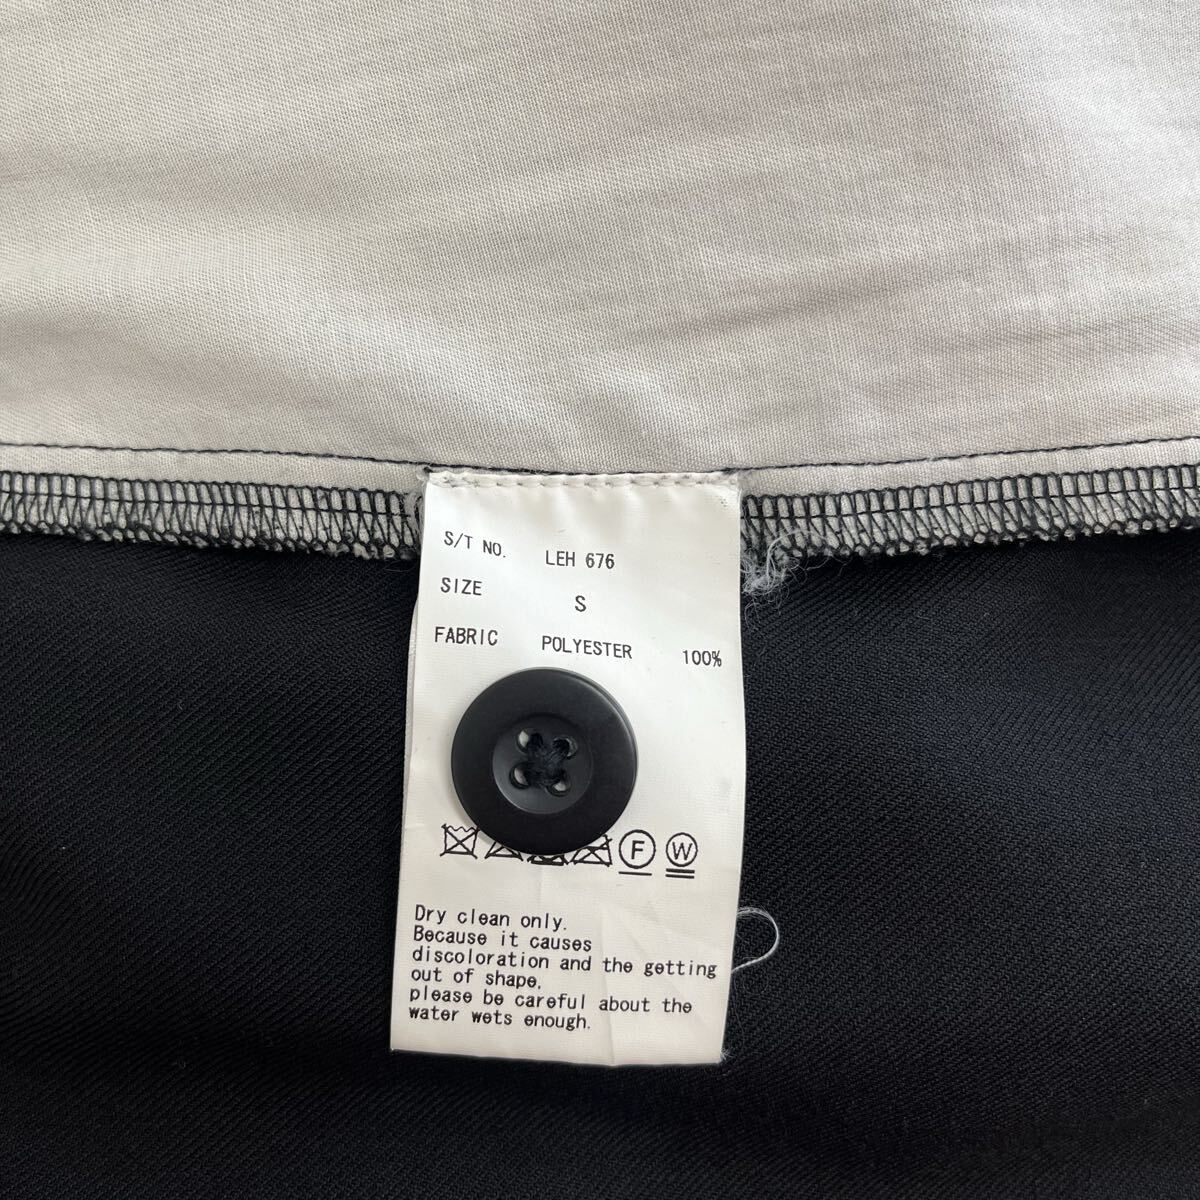 S/T NO. LEH 676
SIZE S
FABRIC POLYESTER 100%
F W
Dry clean only.
Because it causes
discoloration and the getting
out of shape,
please be careful about the
water wets enough.